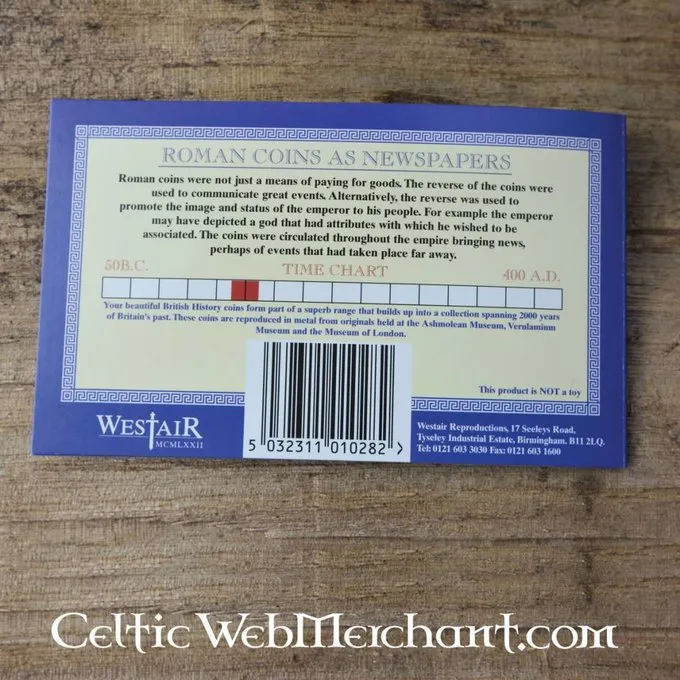 ROMAN COINS AS NEWSPAPERS
Roman coins were not just a means of paying for goods. The reverse of the coins were
used to communicate great events. Alternatively, the reverse was used to
promote the image and status of the emperor to his people. For example the emperor
may have depicted a god that had attributes with which he wished to be
associated. The coins were circulated throughout the empire bringing news,
perhaps of events that had taken place far away.
50B.C. TIME CHART 400 A.D.
Your beautiful British History coins form part of a superb range that builds up into a collection spanning 2000 years
of Britain's past. These coins are reproduced in metal from originals held at the Ashmolean Museum, Verulaminm
Museum and the Museum of London.
This product is NOT a toy
WESTAIR
MCMLXXII
5 032311 010282 >
Westair Reproductions, 17 Seeleys Road,
Tyseley Industrial Estate, Birmingham. B11 2LQ.
Tel: 0121 603 3030 Fax: 0121 603 1600
CELTIC WEBMERCHANT.COM